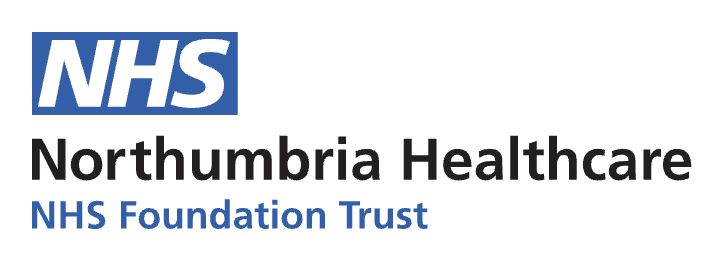 NHS
Northumbria Healthcare
NHS Foundation Trust